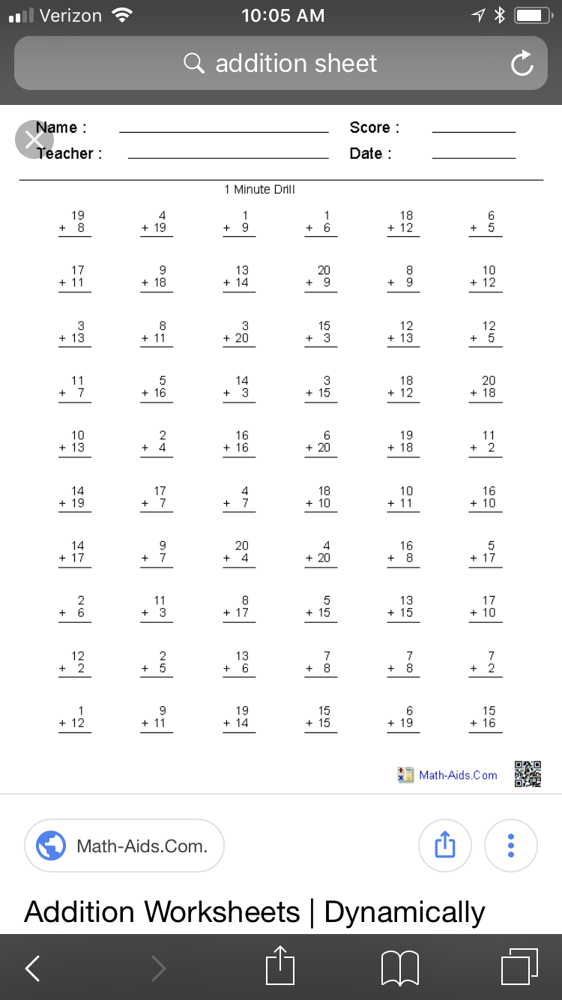 Verizon 10:05 AM
addition sheet
Name : Score :
Teacher : Date :
1 Minute Drill
19 4 1 1 18 6
+ 8 + 19 + 9 + 6 + 12 + 5
17 9 13 20 8 10
+ 11 + 18 + 14 + 9 + 9 + 12
3 8 3 15 12 12
+ 13 + 11 + 20 + 3 + 13 + 5
11 5 14 3 18 20
+ 7 + 16 + 3 + 15 + 12 + 18
10 2 16 6 19 11
+ 13 + 4 + 16 + 20 + 18 + 2
14 17 4 18 10 16
+ 19 + 7 + 7 + 10 + 11 + 10
14 9 20 4 16 5
+ 17 + 7 + 4 + 20 + 8 + 17
2 11 8 5 13 17
+ 6 + 3 + 17 + 15 + 15 + 10
12 2 13 7 7 7
+ 2 + 5 + 6 + 8 + 8 + 2
1 9 19 15 6 15
+ 12 + 11 + 14 + 15 + 19 + 16
Math-Aids.Com
Math-Aids.Com.
Addition Worksheets | Dynamically